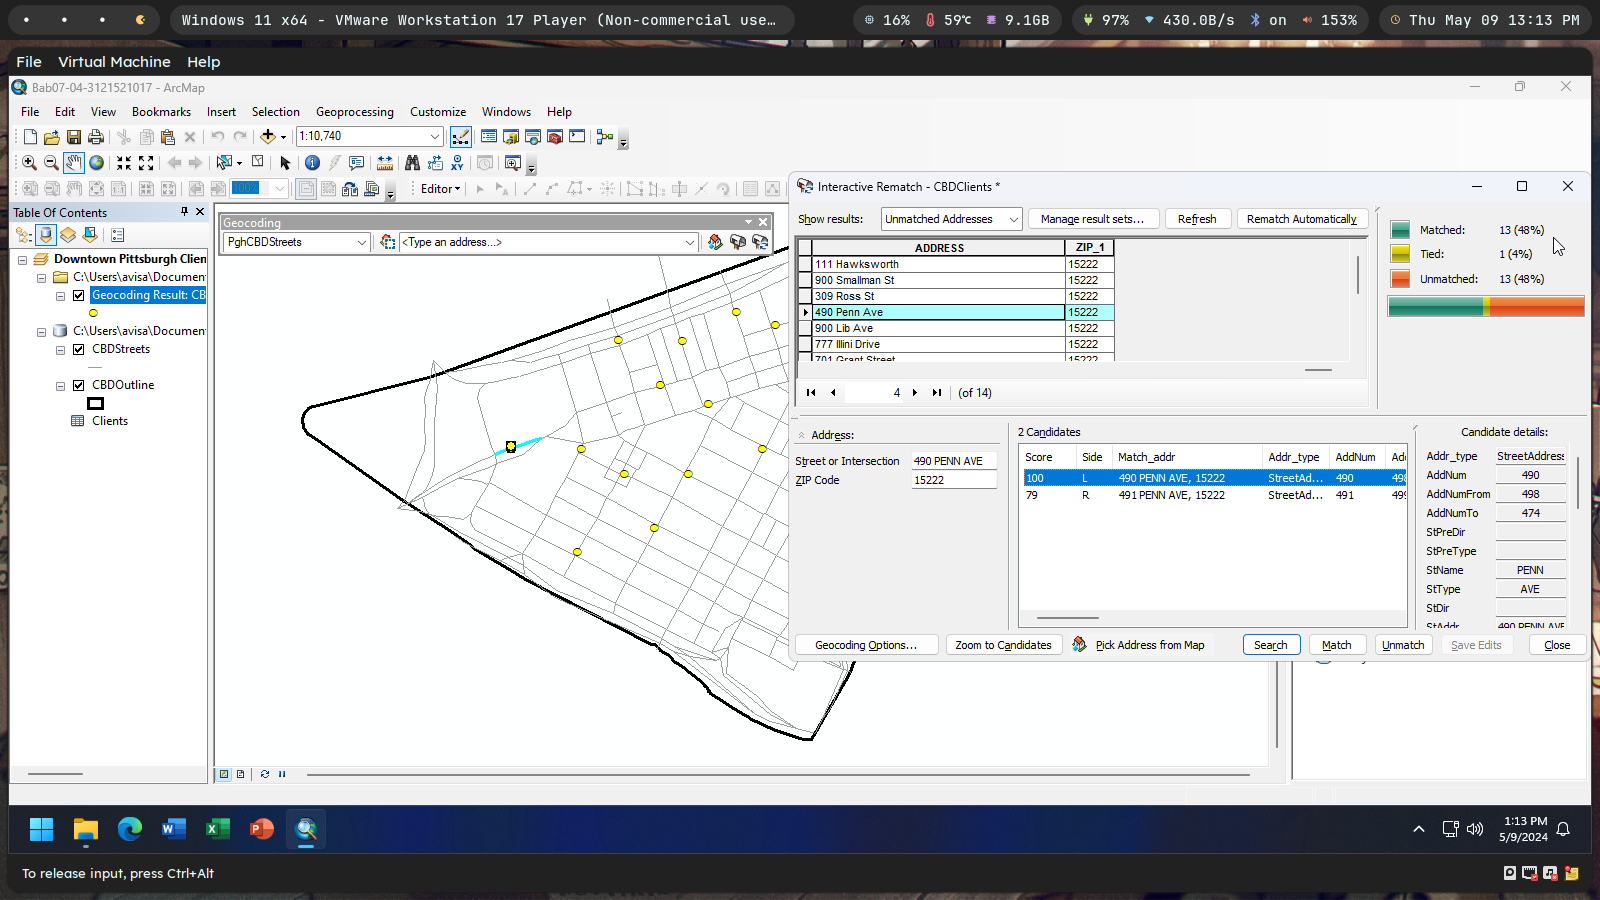 Windows 11 x64 - VMware Workstation 17 Player (Non-commercial use…
16% 59℃ 9.1GB
97% 430.0B/s on 153%
Thu May 09 13:13 PM
File Virtual Machine Help
Bab07-04-3121521017 - ArcMap
File Edit View Bookmarks Insert Selection Geoprocessing Customize Windows Help
1:10,740
100%
Editor
Table Of Contents
Downtown Pittsburgh Clien
C:\Users\avisa\Document
Geocoding Result: CB
C:\Users\avisa\Document
CBDStreets
CBDOutline
Clients
Geocoding
PghCBDStreets
<Type an address...>
Interactive Rematch - CBDClients *
Show results:
Unmatched Addresses
Manage result sets...
Refresh
Rematch Automatically
ADDRESS ZIP_1
111 Hawksworth 15222
900 Smallman St 15222
309 Ross St 15222
490 Penn Ave 15222
900 Lib Ave 15222
777 Illini Drive 15222
701 Grant Street 15222
4 (of 14)
Matched: 13 (48%)
Tied: 1 (4%)
Unmatched: 13 (48%)
Address:
Street or Intersection 490 PENN AVE
ZIP Code 15222
2 Candidates
Score Side Match_addr Addr_type AddNum Ad
100 L 490 PENN AVE, 15222 StreetAd... 490 498
79 R 491 PENN AVE, 15222 StreetAd... 491 499
Candidate details:
Addr_type StreetAddress
AddNum 490
AddNumFrom 498
AddNumTo 474
StPreDir
StPreType
StName PENN
StType AVE
StDir
StAddr 490 PENN AVE
Geocoding Options...
Zoom to Candidates
Pick Address from Map
Search
Match
Unmatch
Save Edits
Close
1:13 PM
5/9/2024
To release input, press Ctrl+Alt